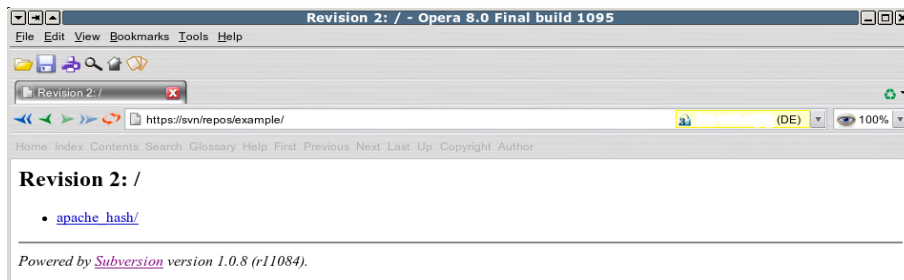 Revision 2: / - Opera 8.0 Final build 1095
File Edit View Bookmarks Tools Help
Revision 2: /
https://svn/repos/example/ (DE) 100%
Home Index Contents Search Glossary Help First Previous Next Last Up Copyright Author
Revision 2: /
apache_hash/
Powered by Subversion version 1.0.8 (r11084).